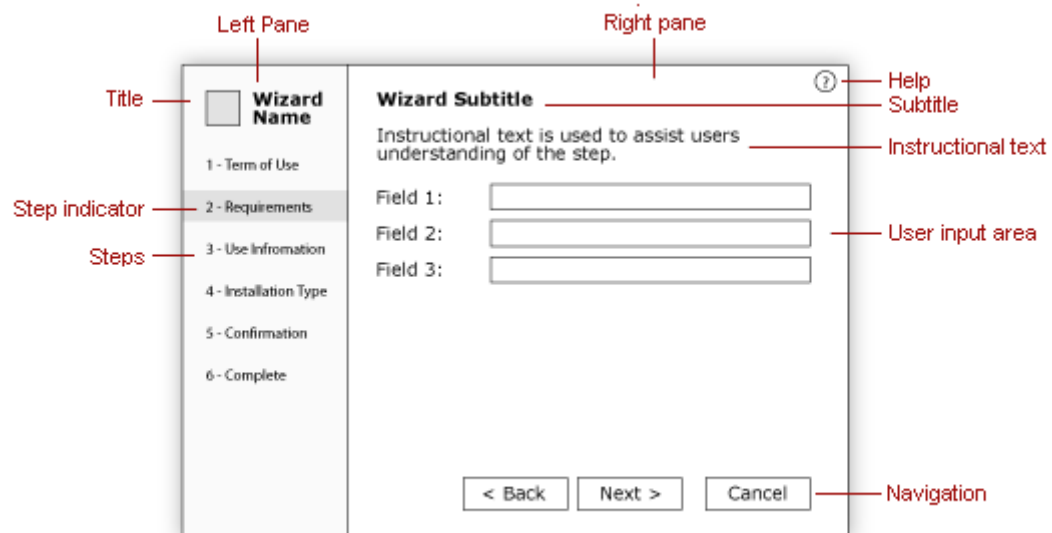 Left Pane
Right pane
Title
Wizard
Name
Wizard Subtitle
Help
Subtitle
Instructional text is used to assist users
understanding of the step.
Instructional text
1 - Term of Use
Step indicator
2 - Requirements
Steps
3 - Use Infromation
4 - Installation Type
5 - Confirmation
6 - Complete
Field 1:
Field 2:
Field 3:
User input area
< Back
Next >
Cancel
Navigation
?